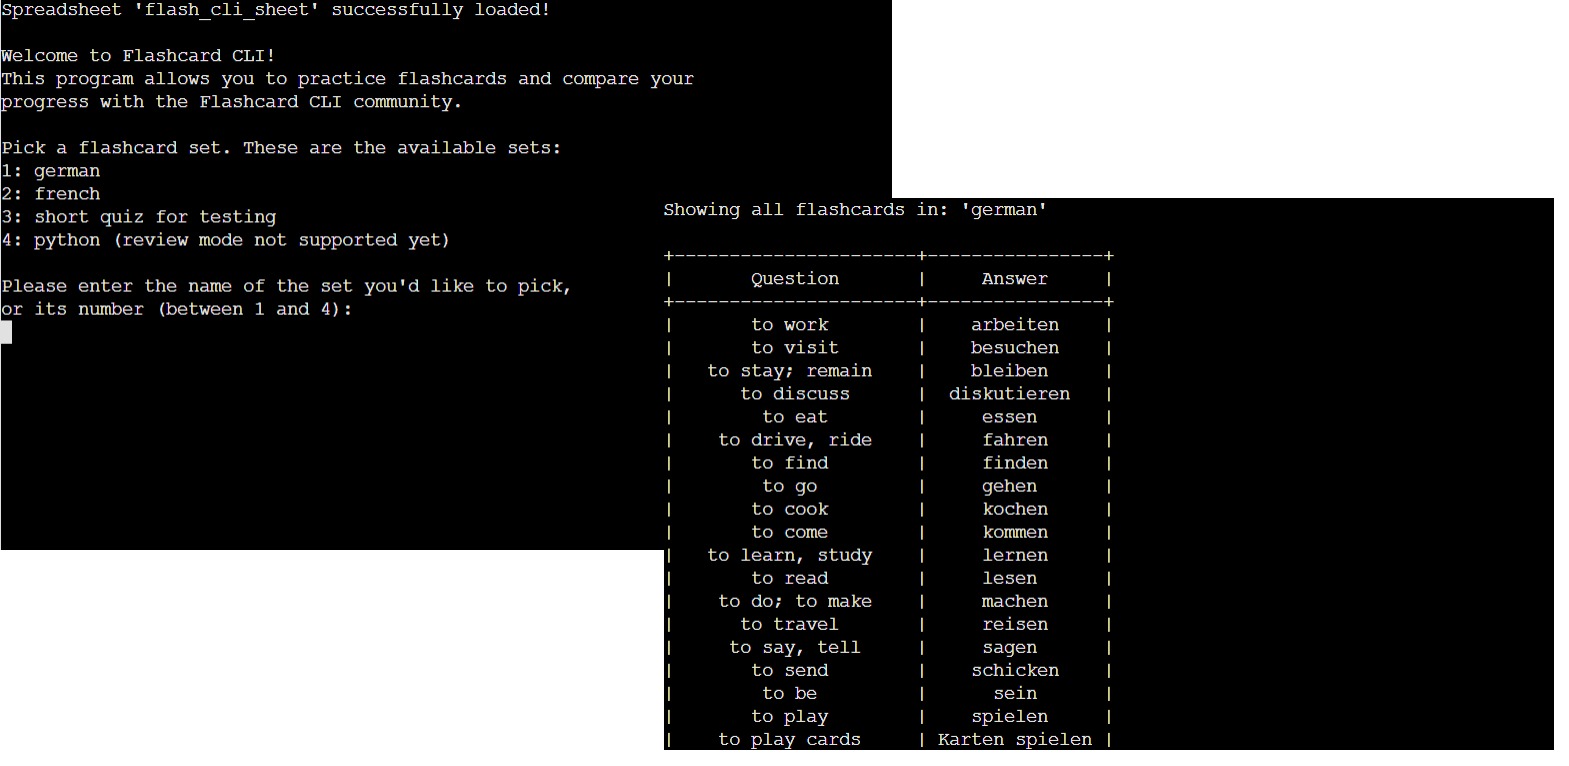 Spreadsheet 'flash_cli_sheet' successfully loaded!
Welcome to Flashcard CLI!
This program allows you to practice flashcards and compare your
progress with the Flashcard CLI community.
Pick a flashcard set. These are the available sets:
1: german
2: french
3: short quiz for testing
4: python (review mode not supported yet)
Please enter the name of the set you'd like to pick,
or its number (between 1 and 4):
Showing all flashcards in: 'german'
+----------------------+----------------+
| Question | Answer |
+----------------------+----------------+
| to work | arbeiten |
| to visit | besuchen |
| to stay; remain | bleiben |
| to discuss | diskutieren |
| to eat | essen |
| to drive, ride | fahren |
| to find | finden |
| to go | gehen |
| to cook | kochen |
| to come | kommen |
| to learn, study | lernen |
| to read | lesen |
| to do; to make | machen |
| to travel | reisen |
| to say, tell | sagen |
| to send | schicken |
| to be | sein |
| to play | spielen |
| to play cards | Karten spielen |